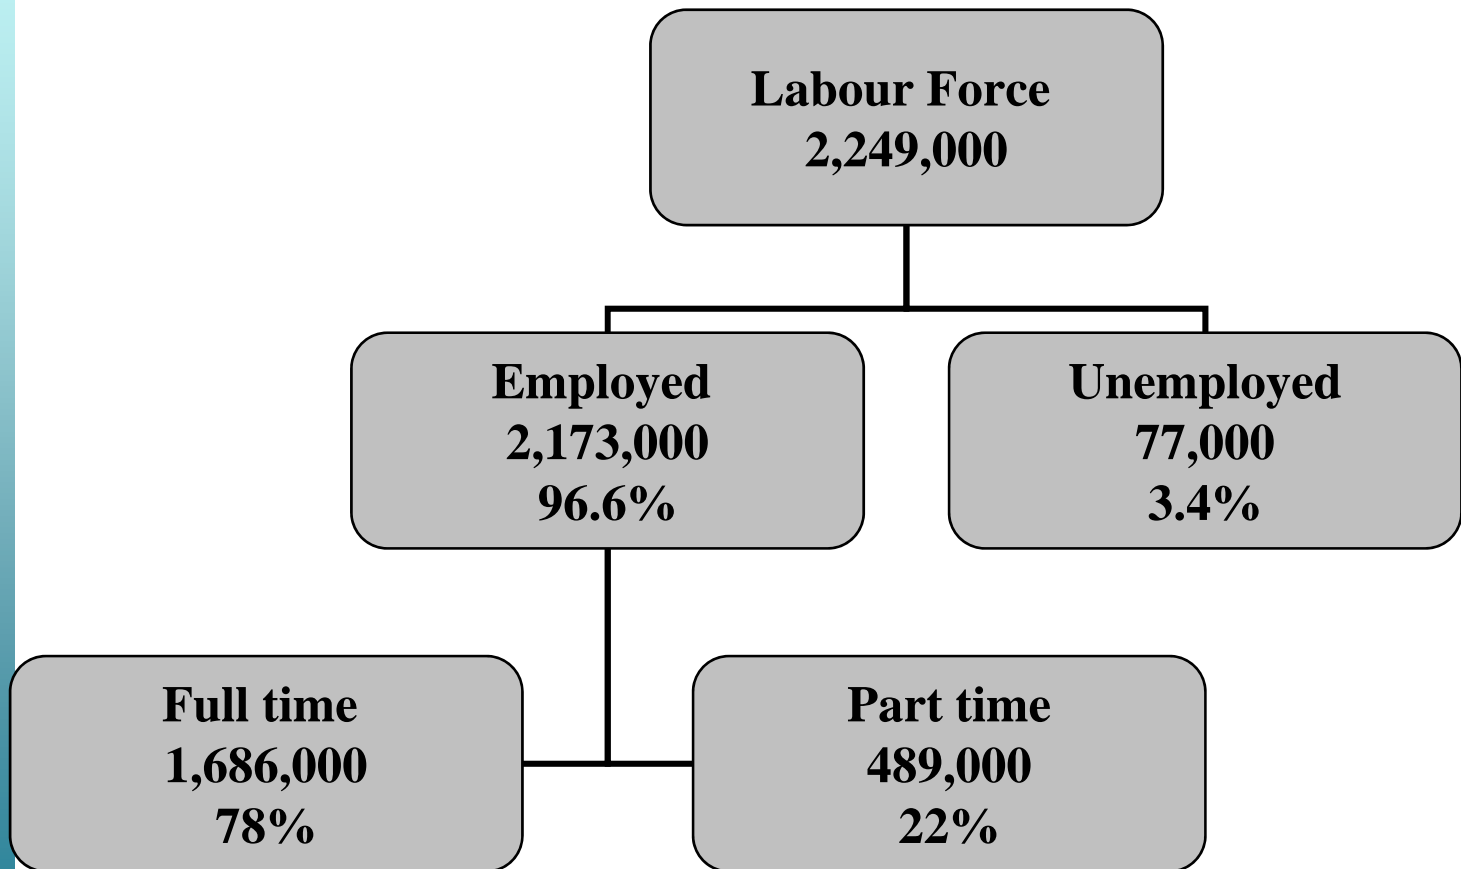 Labour Force
2,249,000
Employed
2,173,000
96.6%
Unemployed
77,000
3.4%
Full time
1,686,000
78%
Part time
489,000
22%